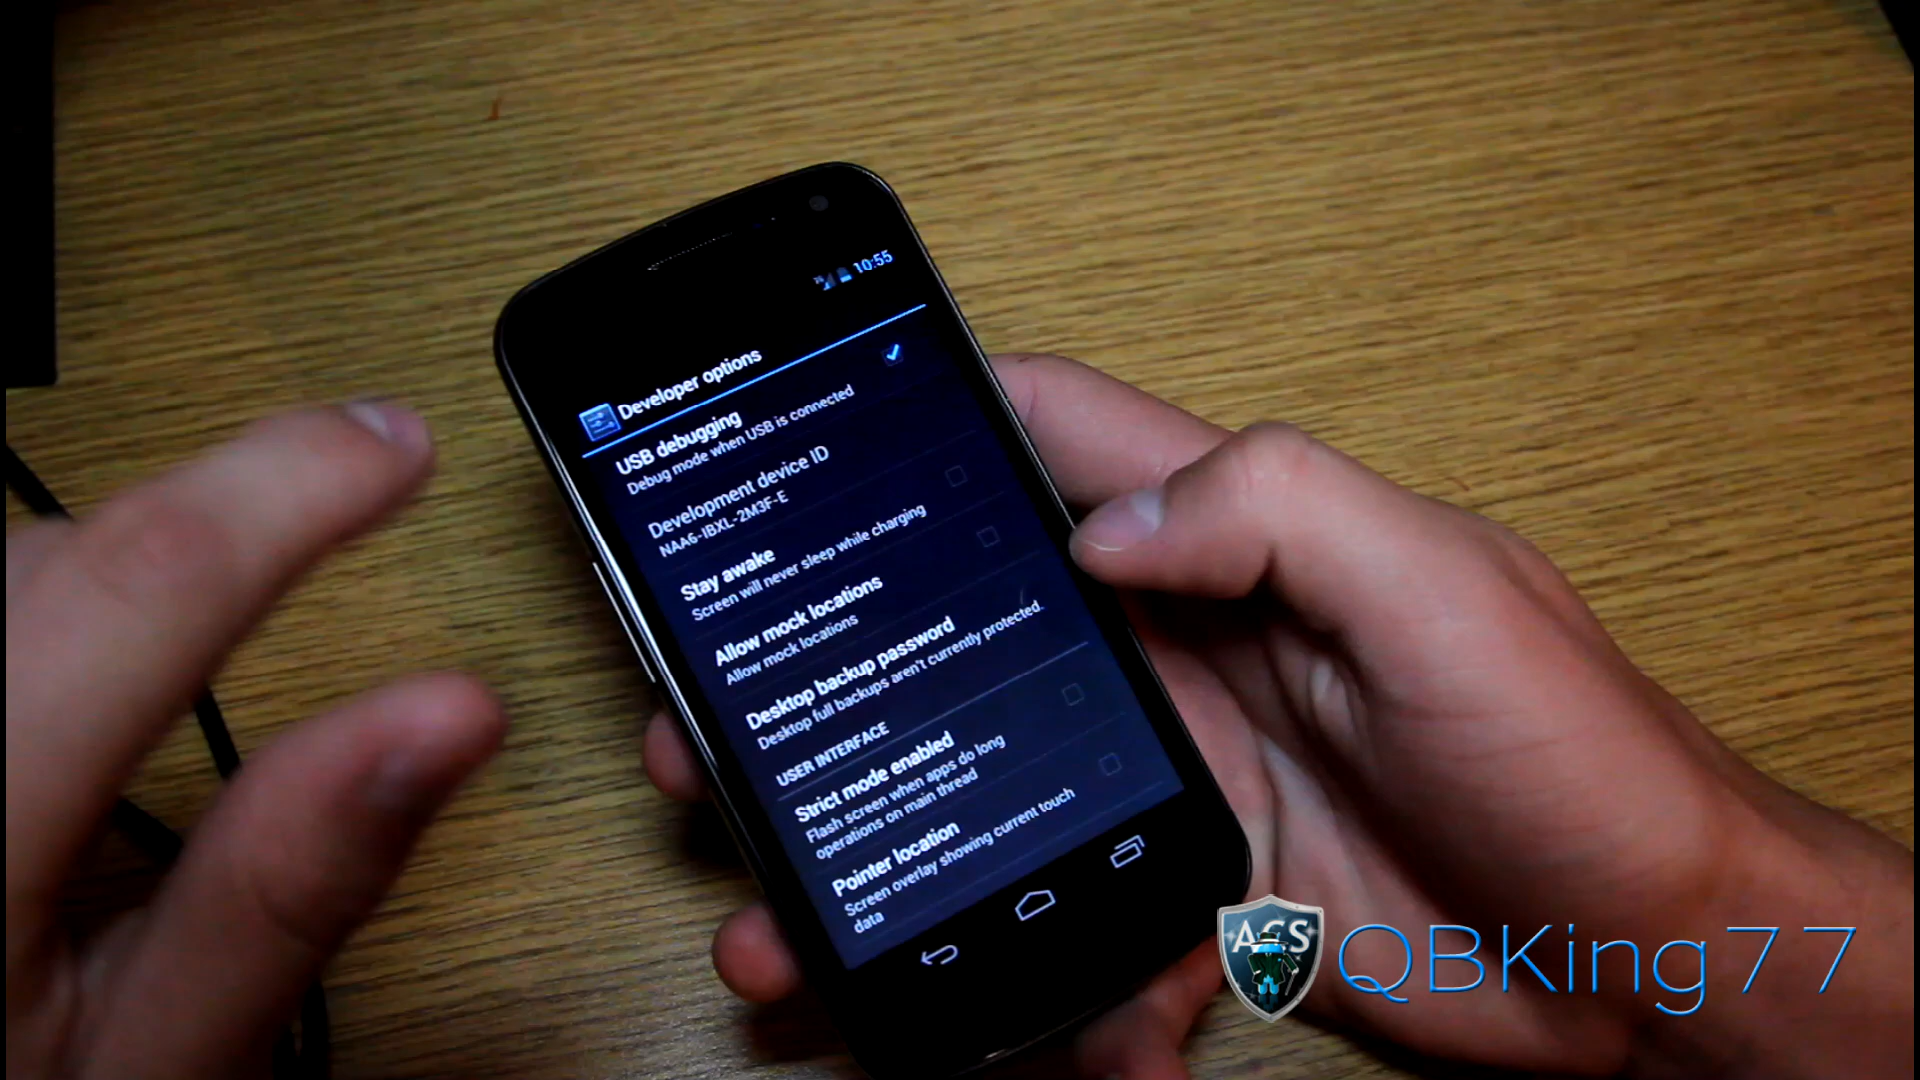 10:55
Developer options
USB debugging
Debug mode when USB is connected
Development device ID
NAA6-IBXL-2M3F-E
Stay awake
Screen will never sleep while charging
Allow mock locations
Allow mock locations
Desktop backup password
Desktop full backups aren't currently protected.
USER INTERFACE
Strict mode enabled
Flash screen when apps do long
operations on main thread
Pointer location
Screen overlay showing current touch
data
ACS
QBKing77